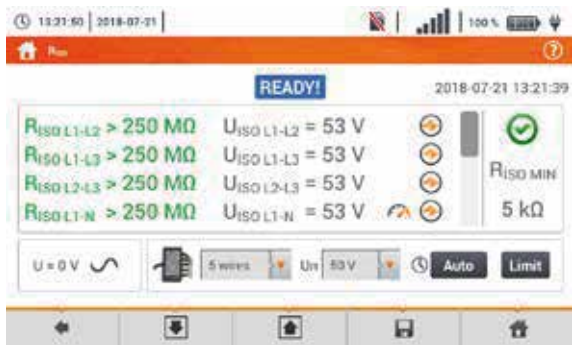 13:21:50 2018-07-21 100 %
RISO
READY! 2018-07-21 13:21:39
RISO L1-L2 > 250 MΩ UISO L1-L2 = 53 V
RISO L1-L3 > 250 MΩ UISO L1-L3 = 53 V
RISO L2-L3 > 250 MΩ UISO L2-L3 = 53 V
RISO MIN
RISO L1-N > 250 MΩ UISO L1-N = 53 V
5 kΩ
U = 0 V 5 wires Un 53 V Auto Limit